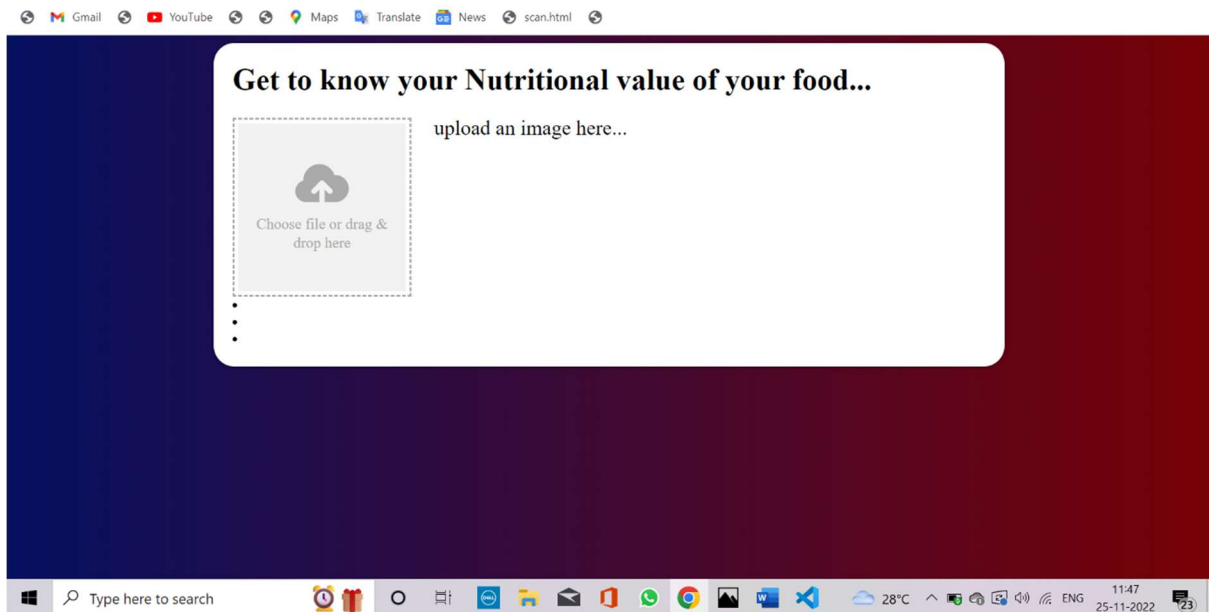 Gmail YouTube Maps Translate News scan.html
Get to know your Nutritional value of your food...
upload an image here...
Choose file or drag &
drop here
Type here to search
DELL
W
28°C
ENG
11:47
25-11-2022
23